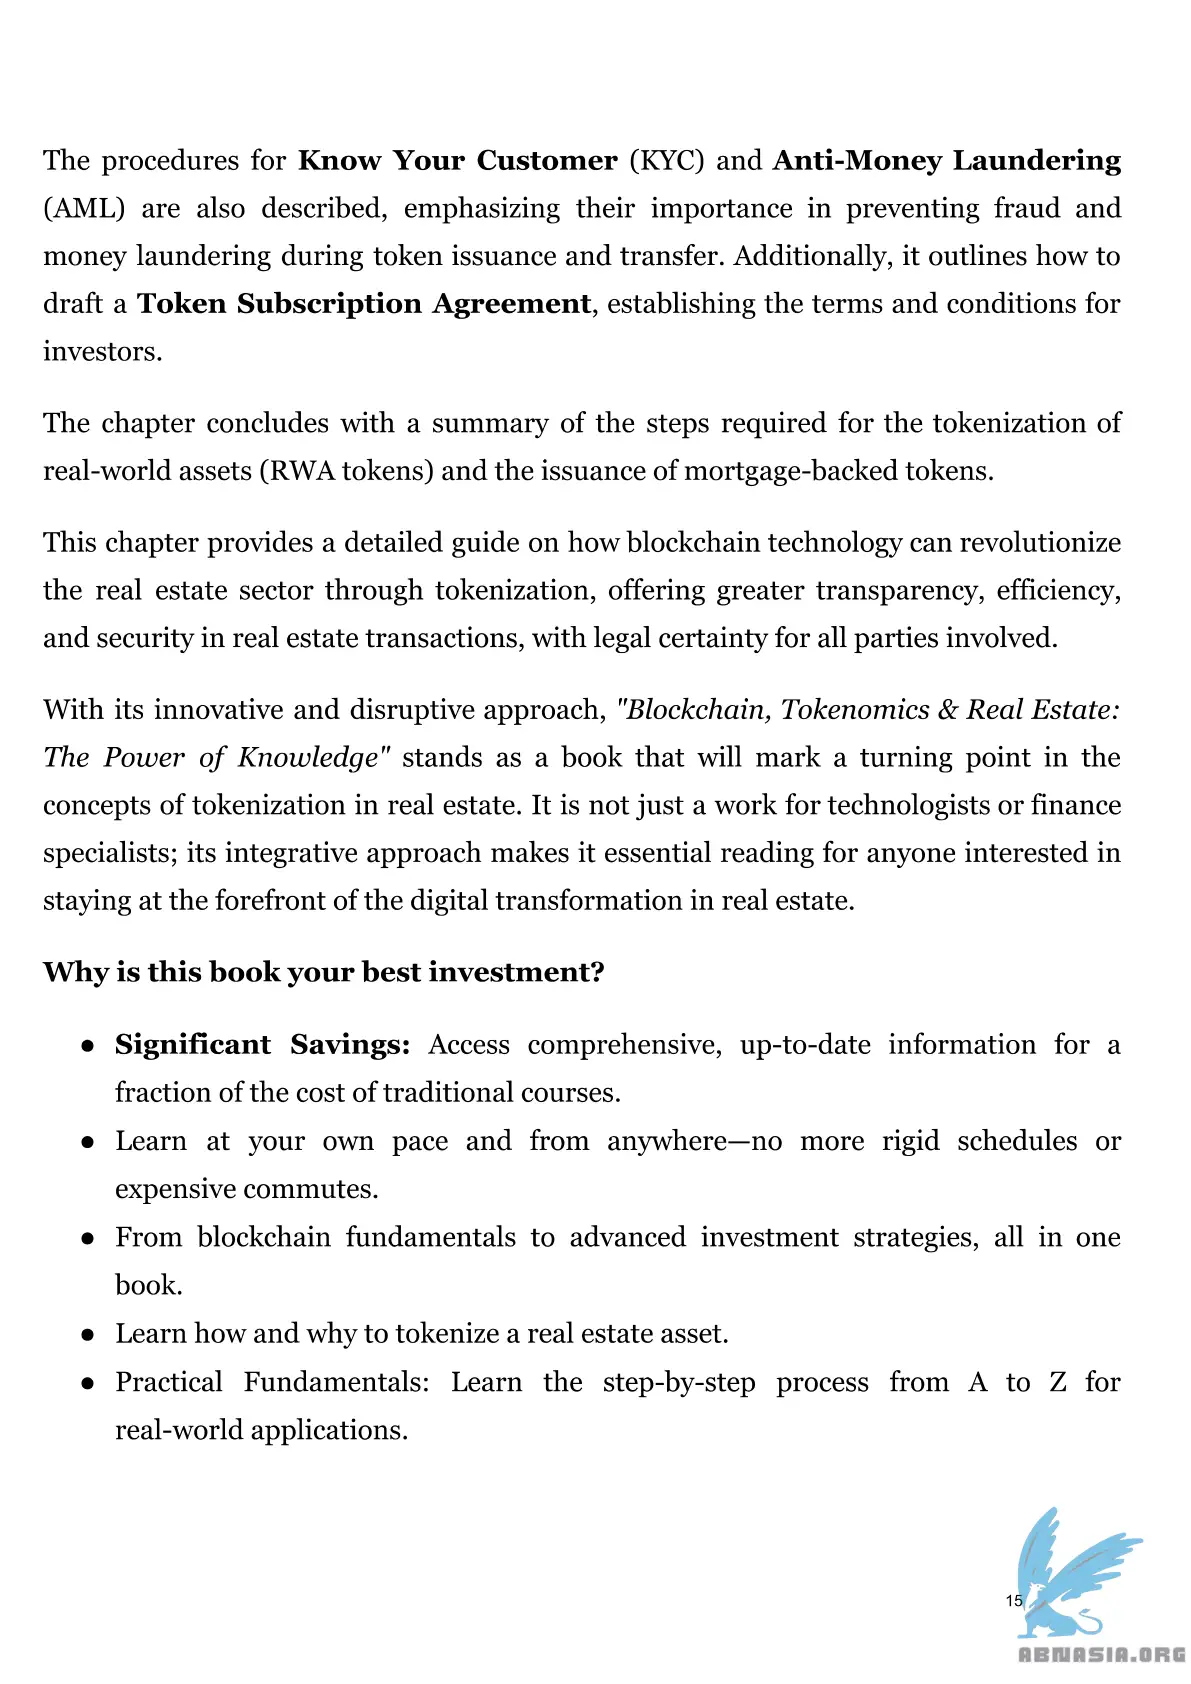 The procedures for Know Your Customer (KYC) and Anti-Money Laundering
(AML) are also described, emphasizing their importance in preventing fraud and
money laundering during token issuance and transfer. Additionally, it outlines how to
draft a Token Subscription Agreement, establishing the terms and conditions for
investors.
The chapter concludes with a summary of the steps required for the tokenization of
real-world assets (RWA tokens) and the issuance of mortgage-backed tokens.
This chapter provides a detailed guide on how blockchain technology can revolutionize
the real estate sector through tokenization, offering greater transparency, efficiency,
and security in real estate transactions, with legal certainty for all parties involved.
With its innovative and disruptive approach, "Blockchain, Tokenomics & Real Estate:
The Power of Knowledge" stands as a book that will mark a turning point in the
concepts of tokenization in real estate. It is not just a work for technologists or finance
specialists; its integrative approach makes it essential reading for anyone interested in
staying at the forefront of the digital transformation in real estate.
Why is this book your best investment?
● Significant Savings: Access comprehensive, up-to-date information for a
fraction of the cost of traditional courses.
● Learn at your own pace and from anywhere—no more rigid schedules or
expensive commutes.
● From blockchain fundamentals to advanced investment strategies, all in one
book.
● Learn how and why to tokenize a real estate asset.
● Practical Fundamentals: Learn the step-by-step process from A to Z for
real-world applications.
15
ABNASIA.ORG